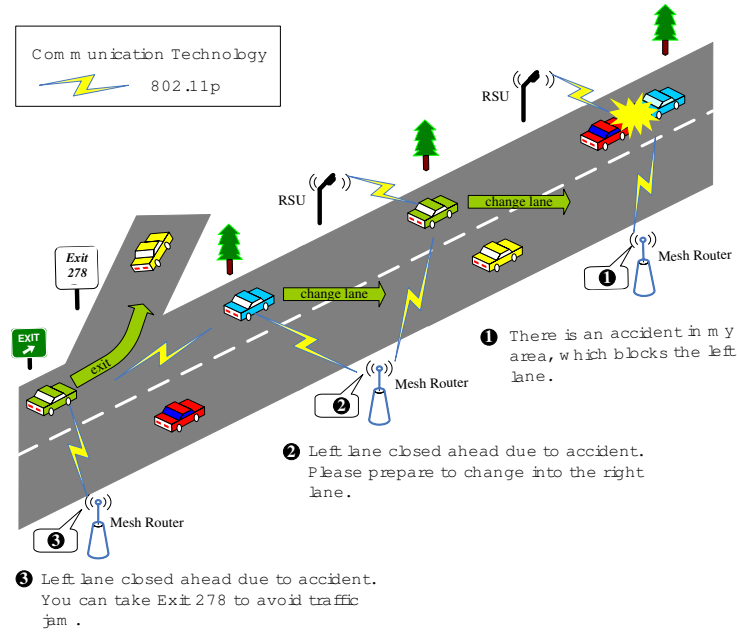 Communication Technology
802.11p
RSU
RSU
change lane
Mesh Router
Exit
278
change lane
EXIT
exit
1
1 There is an accident in my
area, which blocks the left
lane.
Mesh Router
2
2 Left lane closed ahead due to accident.
Please prepare to change into the right
lane.
Mesh Router
3
3 Left lane closed ahead due to accident.
You can take Exit 278 to avoid traffic
jam.